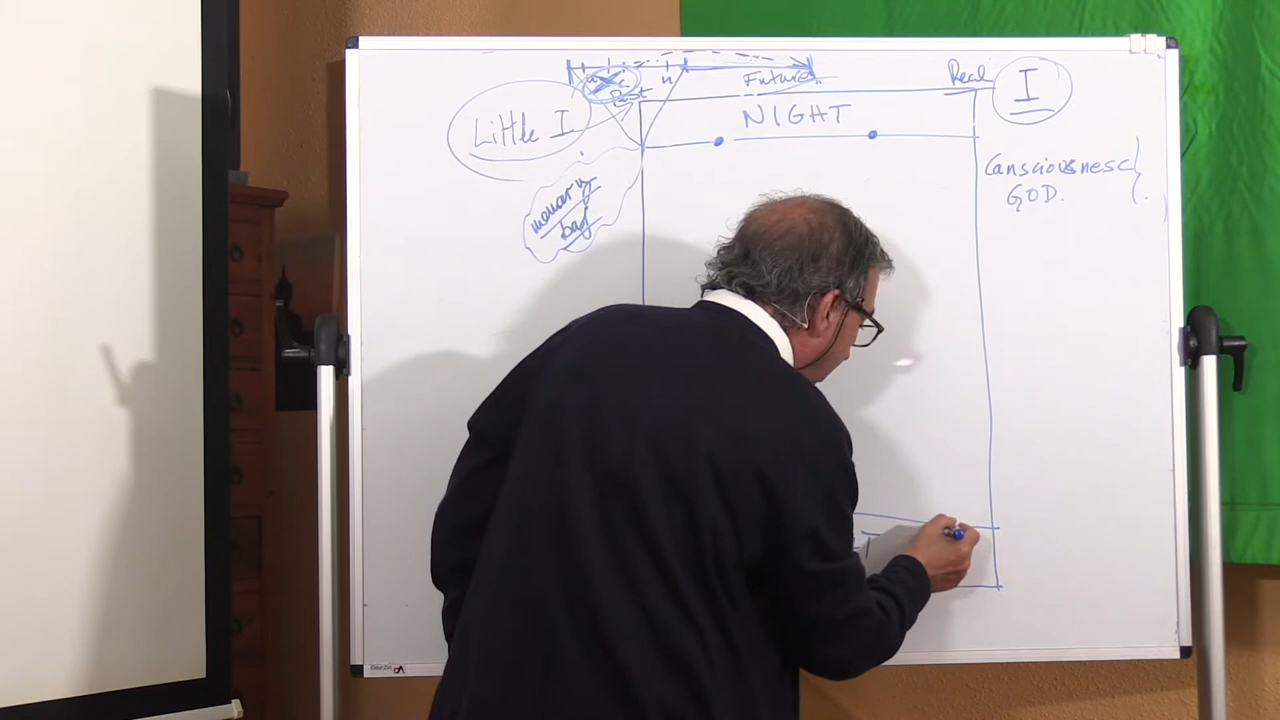 Future
Past
Real I
Little I
NIGHT
Consciousness
GOD.
memory
bag